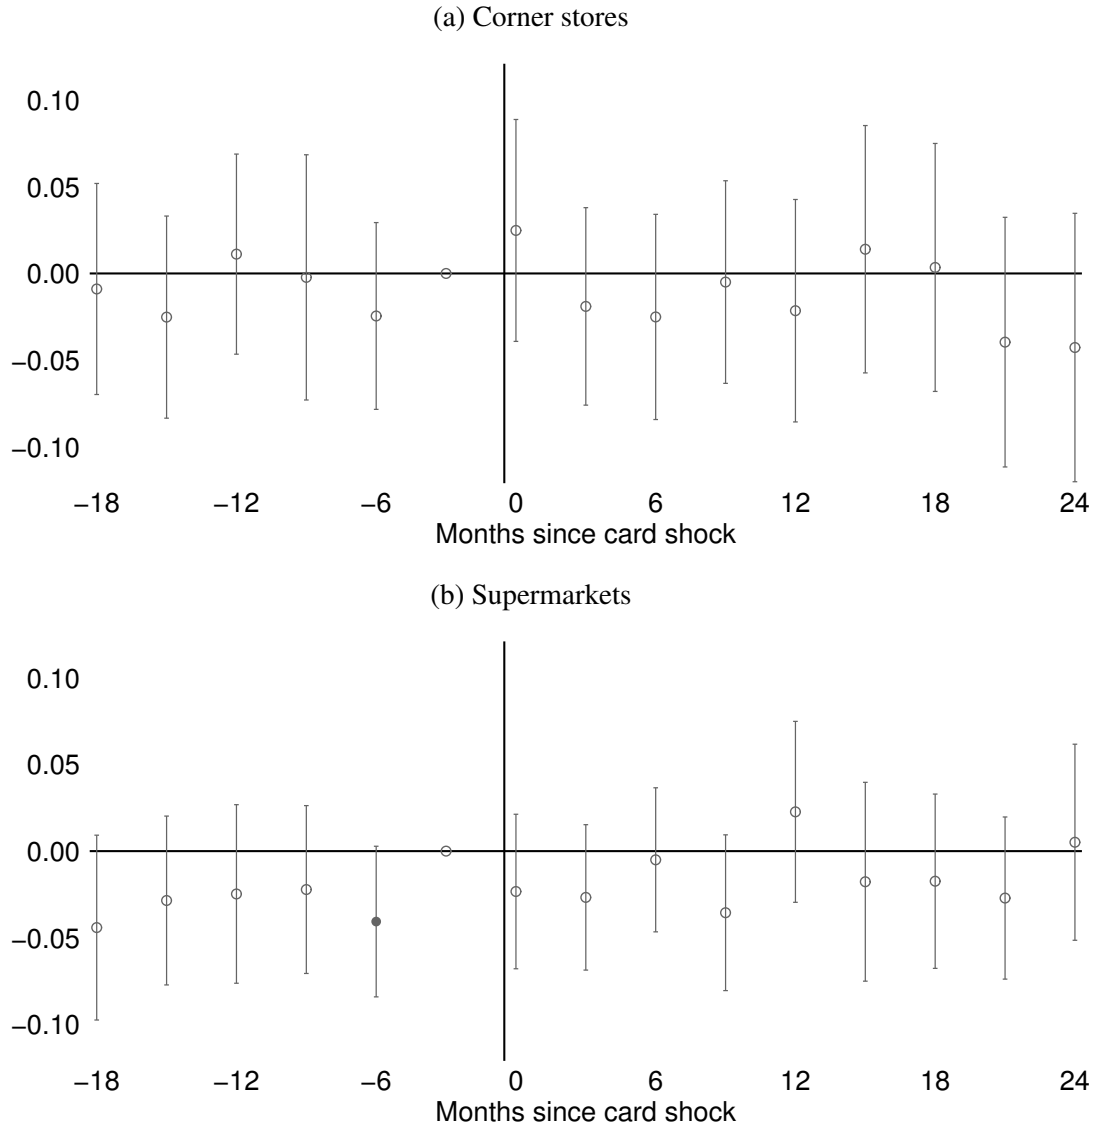 (a) Corner stores
0.10
0.05
0.00
−0.05
−0.10
−18 −12 −6 0 6 12 18 24
Months since card shock
(b) Supermarkets
0.10
0.05
0.00
−0.05
−0.10
−18 −12 −6 0 6 12 18 24
Months since card shock